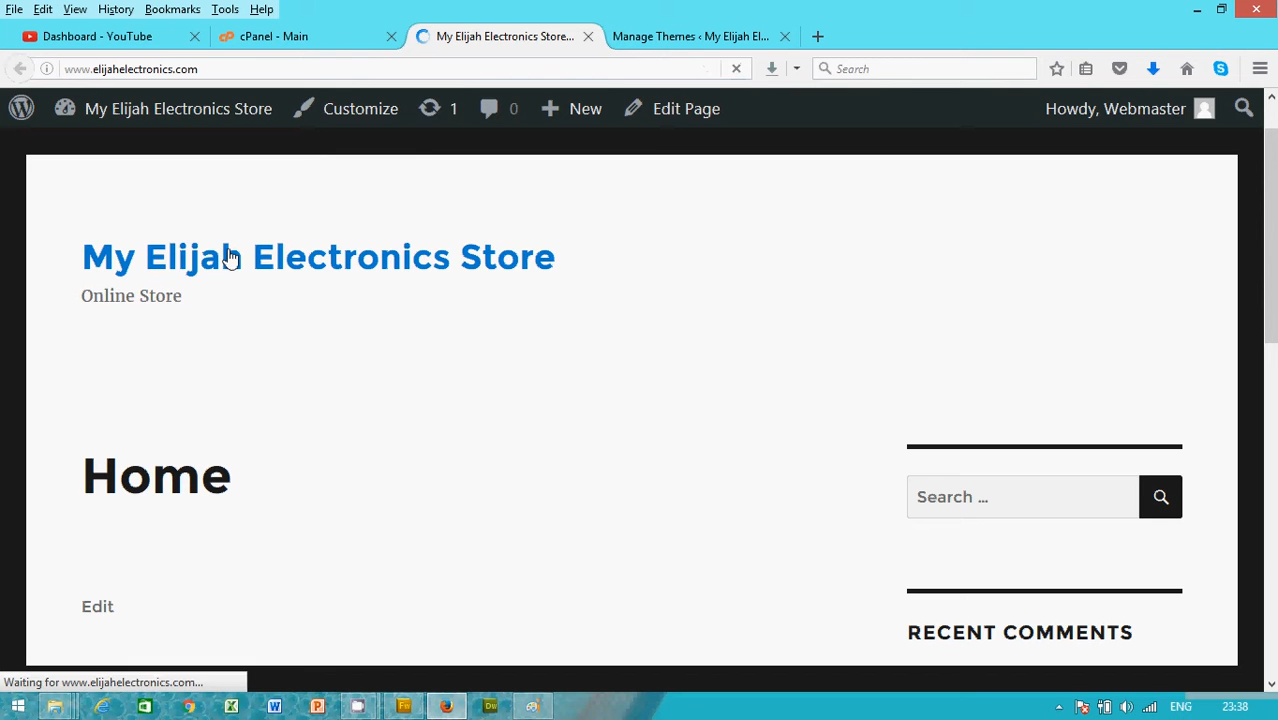 File Edit View History Bookmarks Tools Help
Dashboard - YouTube cPanel - Main My Elijah Electronics Store... Manage Themes ‹ My Elijah El...
www.elijahelectronics.com Search
My Elijah Electronics Store Customize 1 0 New Edit Page Howdy, Webmaster
My Elijah Electronics Store
Online Store
Home
Search ...
Edit
RECENT COMMENTS
Waiting for www.elijahelectronics.com...
ENG 23:38